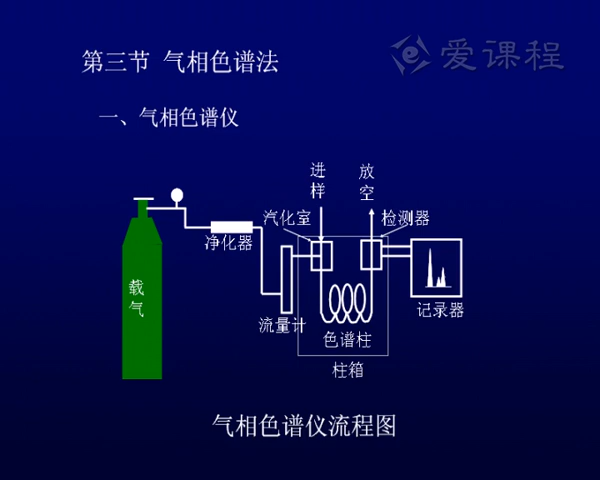 爱课程
第三节 气相色谱法
一、气相色谱仪
进样
放空
汽化室
检测器
净化器
载气
流量计
记录器
色谱柱
柱箱
气相色谱仪流程图